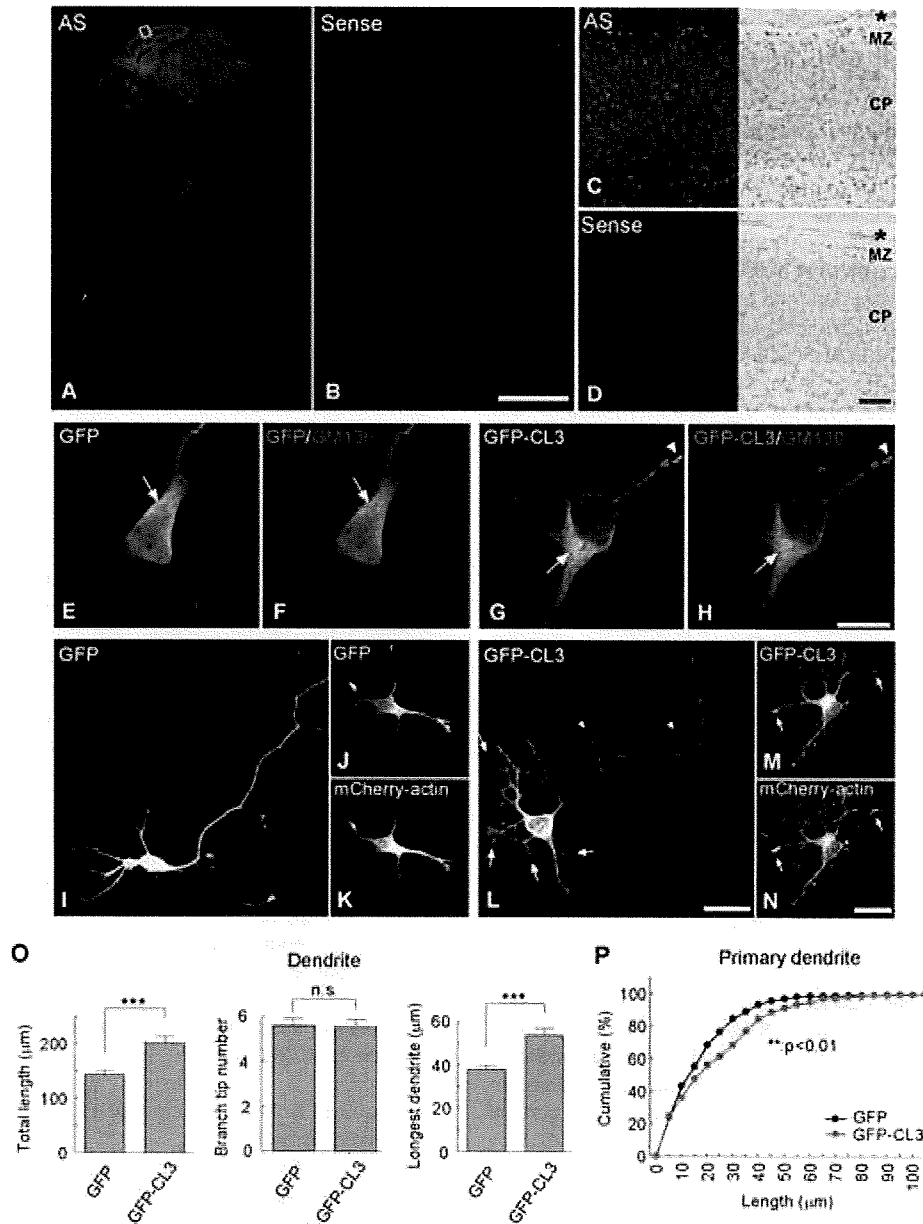 AS
Sense
AS
*
MZ
CP
A
B
C
Sense
*
MZ
CP
D
GFP
GFP/GM130
GFP-CL3
GFP-CL3/GM130
E
F
G
H
GFP
GFP
GFP-CL3
GFP-CL3
J
M
mCherry-actin
mCherry-actin
I
K
L
N
O
Dendrite
P
Primary dendrite
***
n.s
***
Total length (μm)
200
100
0
GFP
GFP-CL3
Branch tip number
6
4
2
0
GFP
GFP-CL3
Longest dendrite (μm)
60
40
20
0
GFP
GFP-CL3
Cumulative (%)
100
80
60
40
20
0
**:p<0.01
GFP
GFP-CL3
0 10 20 30 40 50 60 70 80 90 100
Length (μm)